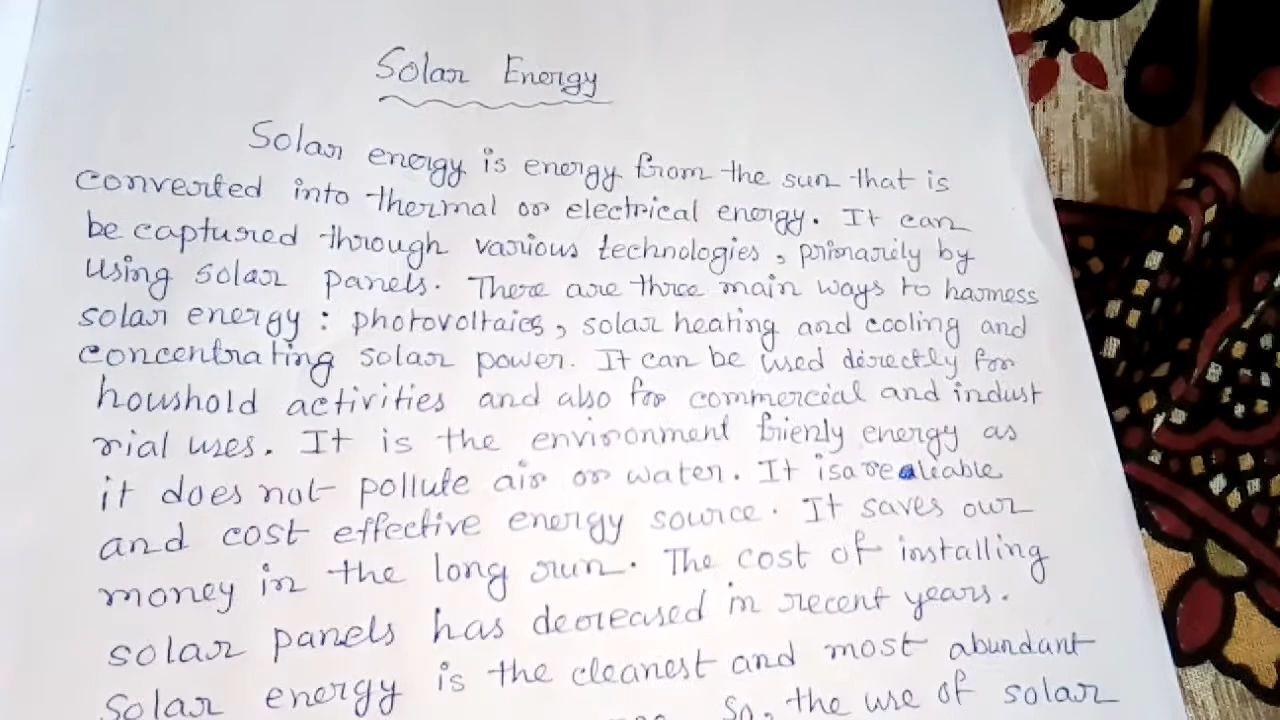 Solar Energy
Solar energy is energy from the sun that is
converted into thermal or electrical energy. It can
be captured through various technologies, primarily by
using solar panels. There are three main ways to harness
solar energy : photovoltaics, solar heating and cooling and
concentrating solar power. It can be used directly for
houshold activities and also for commercial and indust
rial uses. It is the environment frienly energy as
it does not pollute air or water. It is a realiable
and cost effective energy source. It saves our
money in the long run. The cost of installing
solar panels has decreased in recent years.
Solar energy is the cleanest and most abundant
So, the use of solar